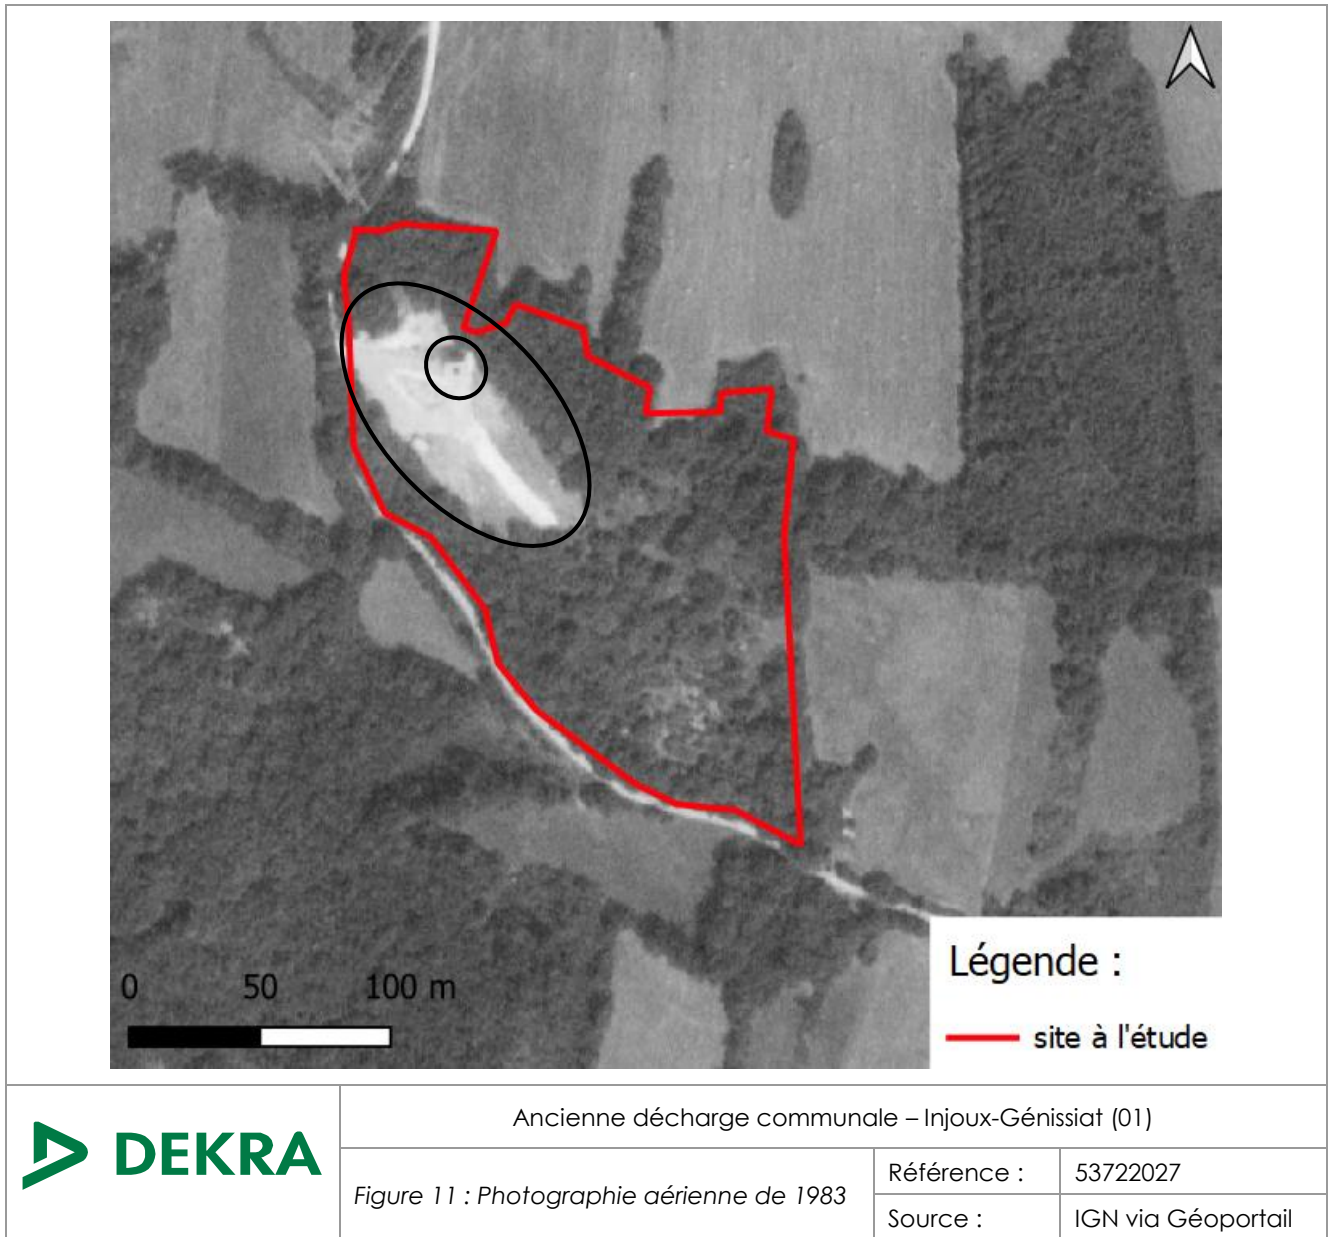 0 50 100 m
Légende :
site à l'étude
DEKRA
Ancienne décharge communale – Injoux-Génissiat (01)
Figure 11 : Photographie aérienne de 1983
Référence : 53722027
Source : IGN via Géoportail